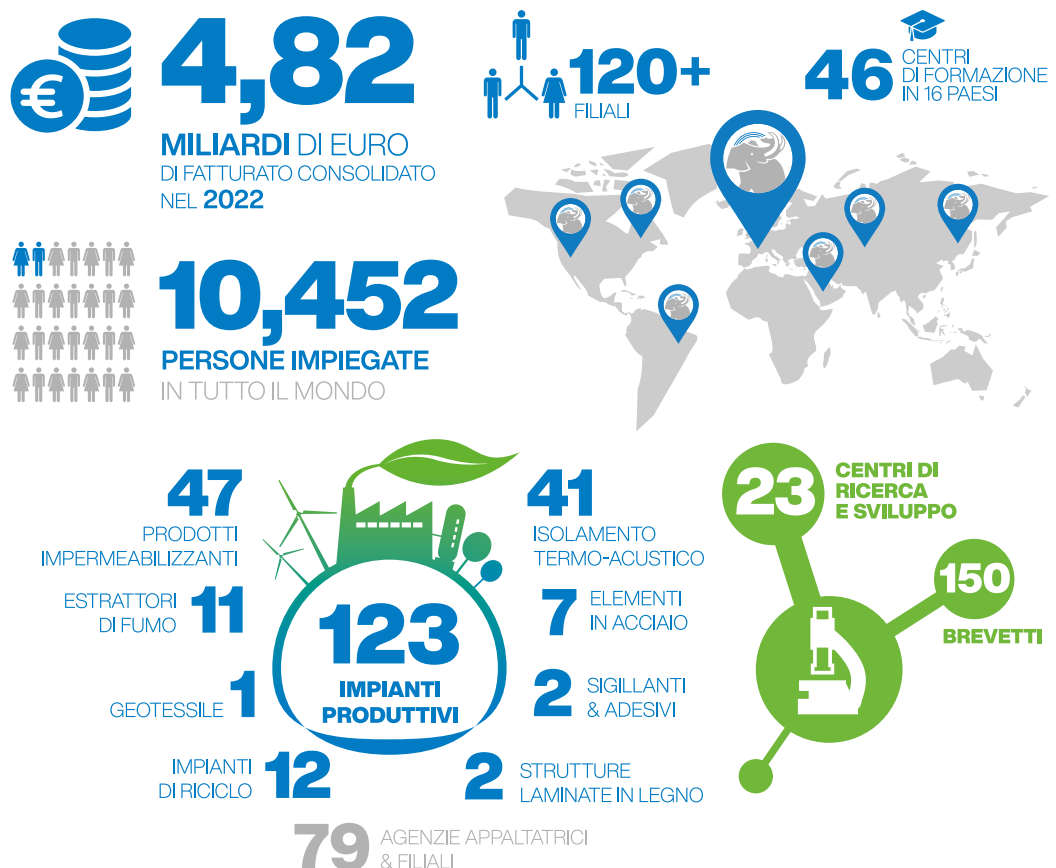 4,82
MILIARDI DI EURO
DI FATTURATO CONSOLIDATO
NEL 2022
120+
FILIALI
46
CENTRI
DI FORMAZIONE
IN 16 PAESI
10,452
PERSONE IMPIEGATE
IN TUTTO IL MONDO
47
PRODOTTI
IMPERMEABILIZZANTI
ESTRATTORI
DI FUMO
11
1
GEOTESSILE
IMPIANTI
DI RICICLO
12
123
IMPIANTI
PRODUTTIVI
41
ISOLAMENTO
TERMO-ACUSTICO
7
ELEMENTI
IN ACCIAIO
2
SIGILLANTI
& ADESIVI
2
STRUTTURE
LAMINATE IN LEGNO
79
AGENZIE APPALTATRICI
& FILIALI
23
CENTRI DI
RICERCA
E SVILUPPO
150
BREVETTI